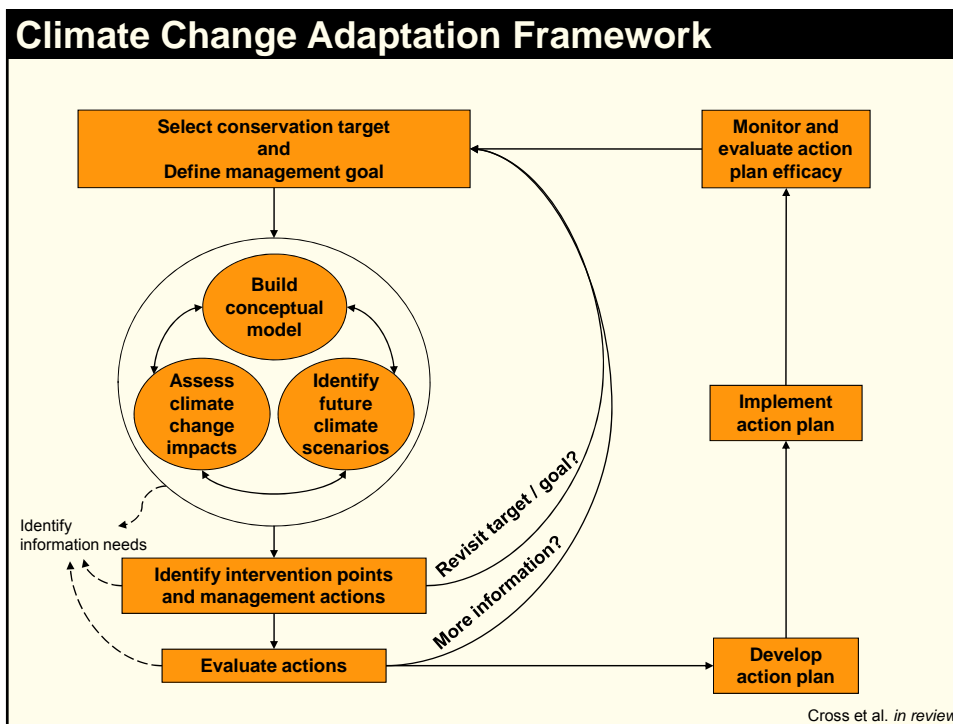 Climate Change Adaptation Framework
Select conservation target
and
Define management goal
Monitor and
evaluate action
plan efficacy
Build
conceptual
model
Assess
climate
change
impacts
Identify
future
climate
scenarios
Implement
action plan
Revisit target / goal?
More information?
Identify
information needs
Identify intervention points
and management actions
Evaluate actions
Develop
action plan
Cross et al. in review